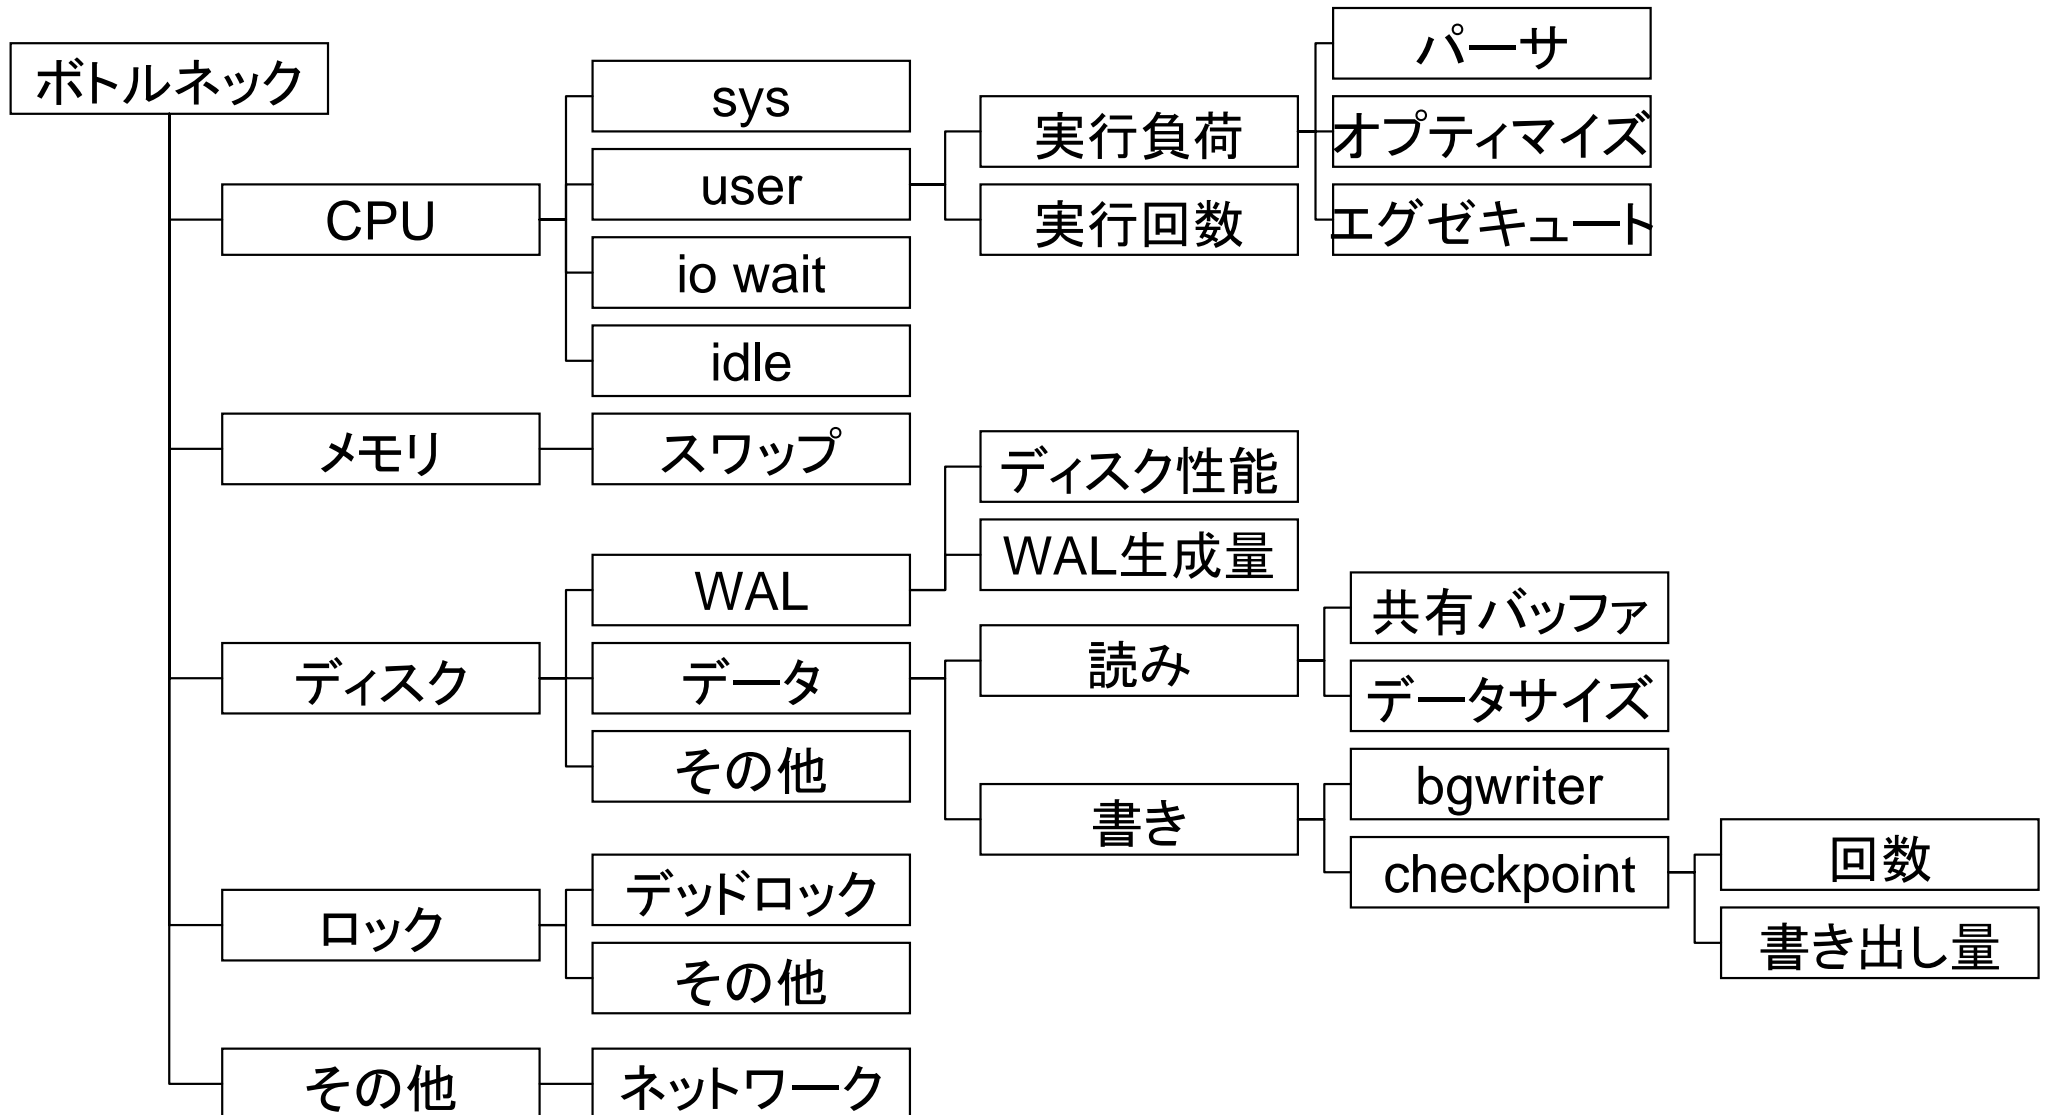 ボトルネック
CPU
sys
user
実行負荷
パーサ
オプティマイズ
エグゼキュート
実行回数
io wait
idle
メモリ
スワップ
ディスク
WAL
ディスク性能
WAL生成量
データ
読み
共有バッファ
データサイズ
書き
bgwriter
checkpoint
回数
書き出し量
その他
ロック
デッドロック
その他
その他
ネットワーク